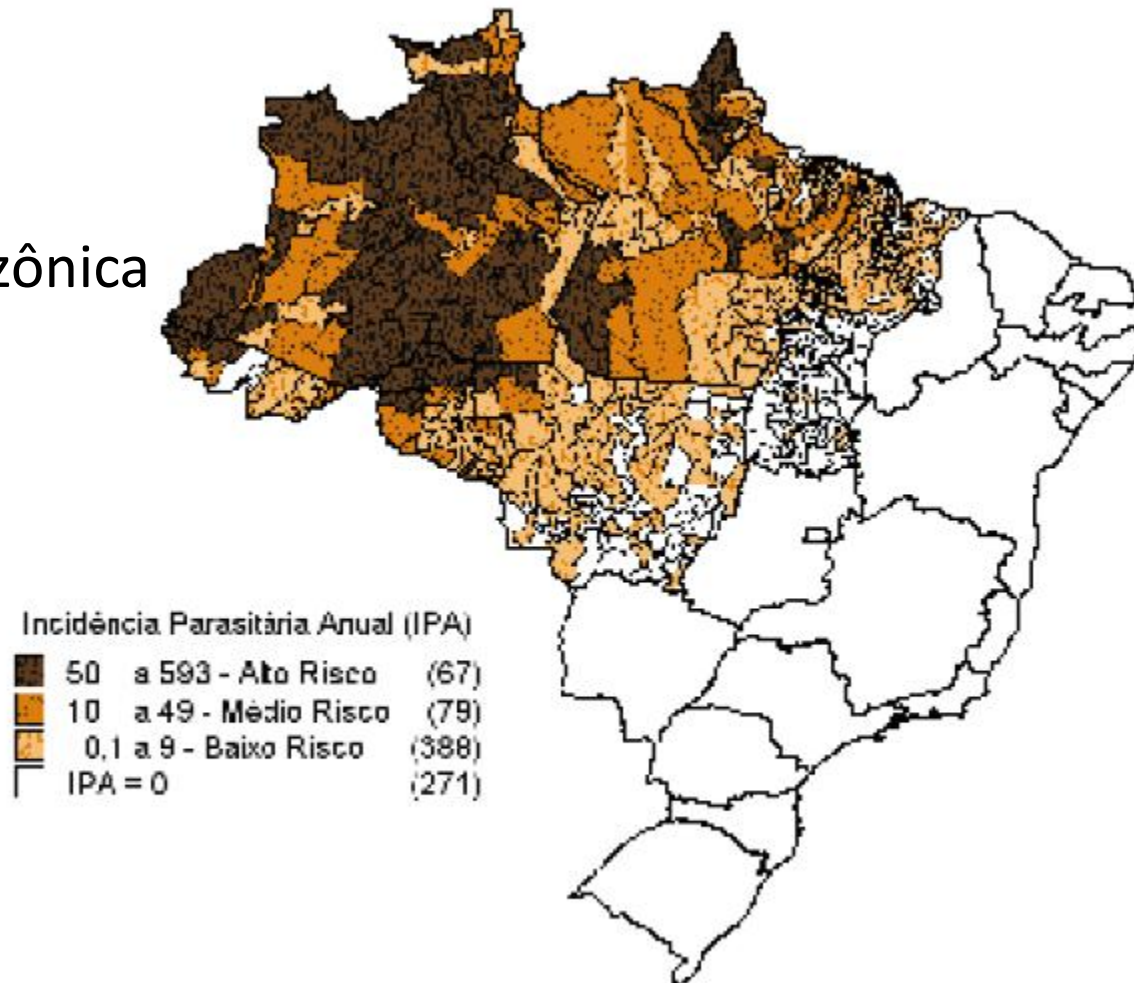 zônica
Incidência Parasitária Anual (IPA)
50 a 593 - Alto Risco (67)
10 a 49 - Médio Risco (79)
0,1 a 9 - Baixo Risco (388)
IPA = 0 (271)